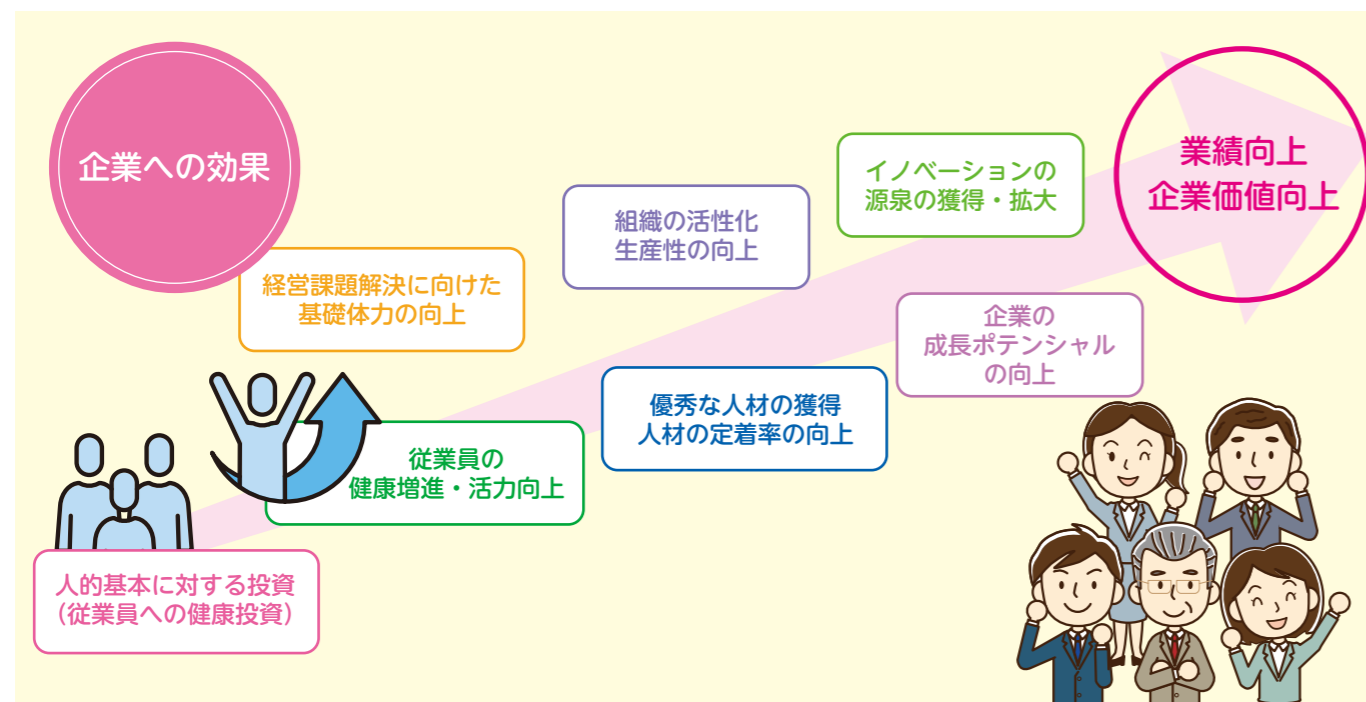 企業への効果
業績向上
企業価値向上
イノベーションの
源泉の獲得・拡大
組織の活性化
生産性の向上
経営課題解決に向けた
基礎体力の向上
企業の
成長ポテンシャル
の向上
優秀な人材の獲得
人材の定着率の向上
従業員の
健康増進・活力向上
人的基本に対する投資
(従業員への健康投資)